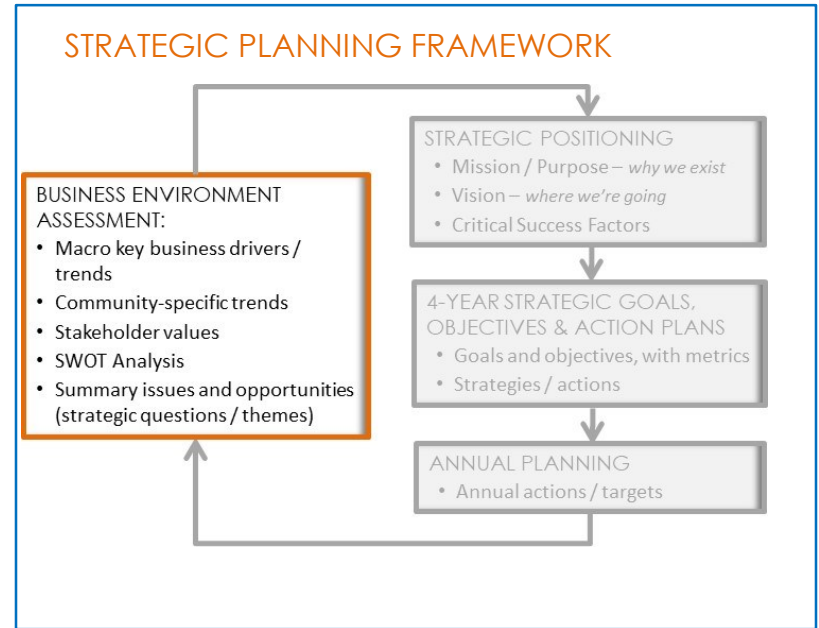 STRATEGIC PLANNING FRAMEWORK
BUSINESS ENVIRONMENT
ASSESSMENT:
• Macro key business drivers /
trends
• Community-specific trends
• Stakeholder values
• SWOT Analysis
• Summary issues and opportunities
(strategic questions / themes)
STRATEGIC POSITIONING
• Mission / Purpose – why we exist
• Vision – where we're going
• Critical Success Factors
4-YEAR STRATEGIC GOALS,
OBJECTIVES & ACTION PLANS
• Goals and objectives, with metrics
• Strategies / actions
ANNUAL PLANNING
• Annual actions / targets